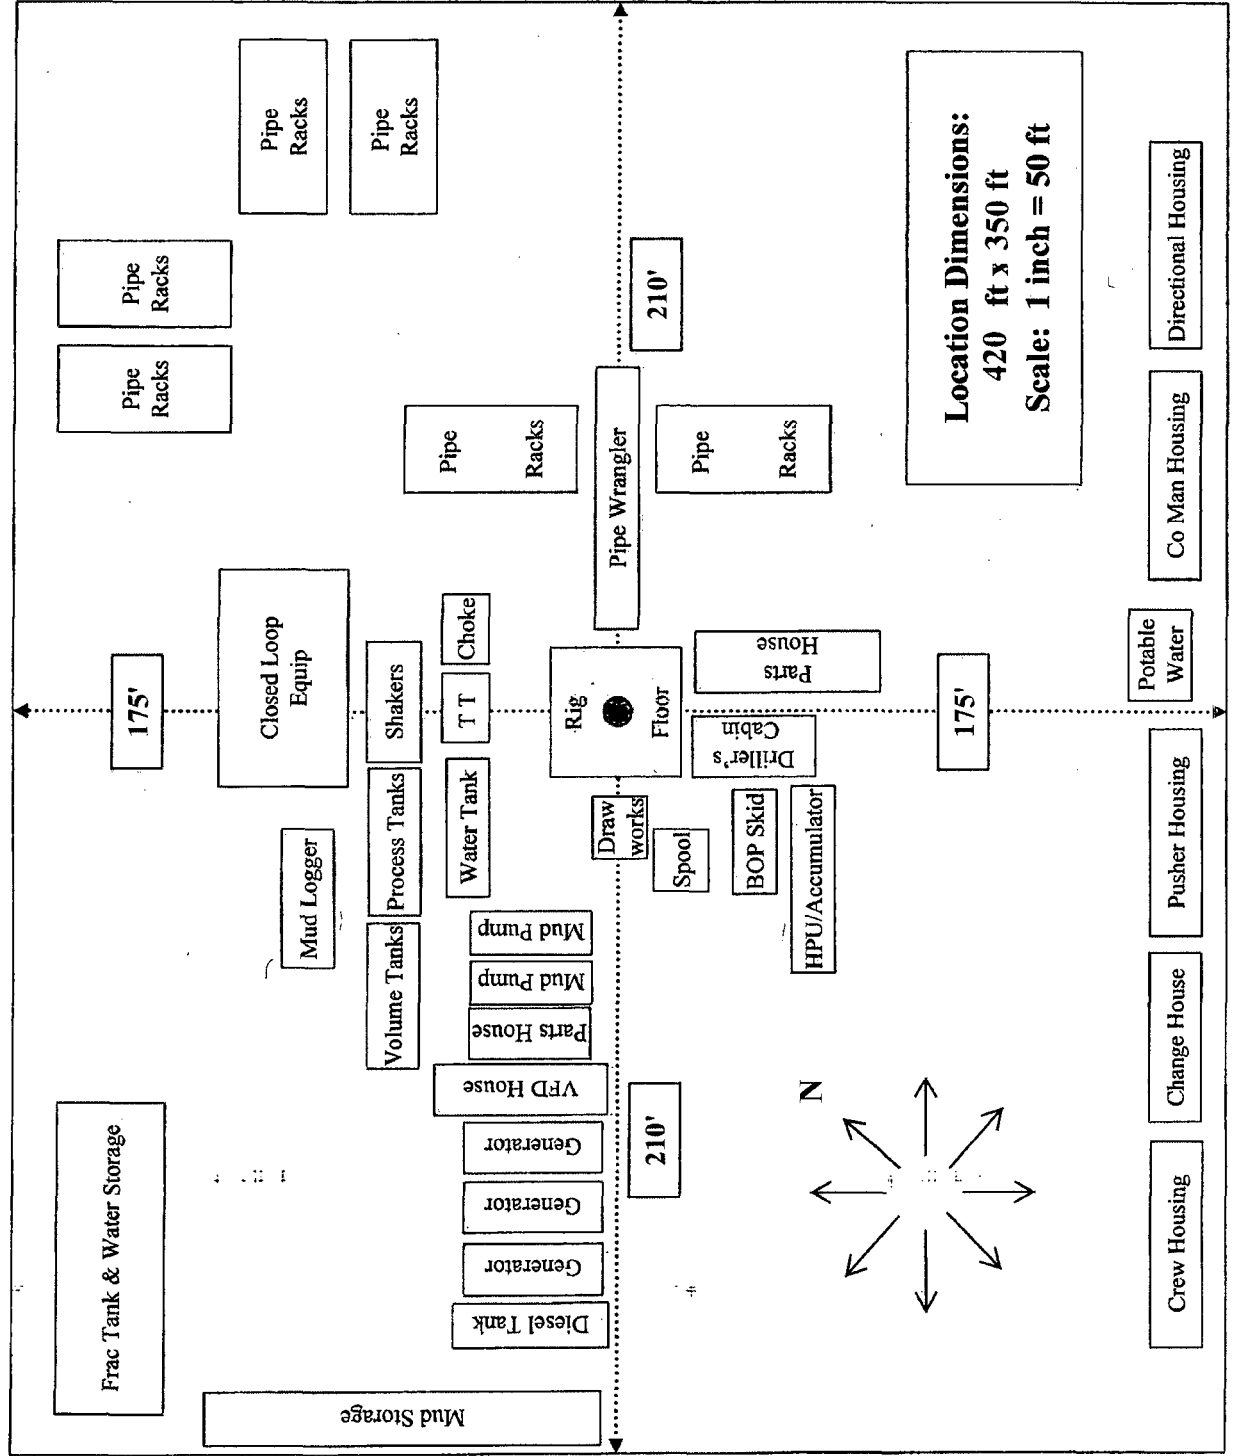 Frac Tank & Water Storage
Pipe
Racks
Pipe
Racks
Pipe
Racks
Pipe
Racks
175'
Closed Loop
Equip
Mud Logger
Volume Tanks
Process Tanks
Shakers
Water Tank
T T
Choke
Pipe
Racks
Mud Storage
Diesel Tank
Generator
Generator
Generator
VFD House
Parts House
Mud Pump
Mud Pump
Draw
works
Rig
Floor
Pipe Wrangler
210'
210'
Spool
BOP Skid
HPU/Accumulator
Driller's
Cabin
Parts
House
Pipe
Racks
N
175'
Location Dimensions:
420 ft x 350 ft
Scale: 1 inch = 50 ft
Crew Housing
Change House
Pusher Housing
Potable
Water
Co Man Housing
Directional Housing